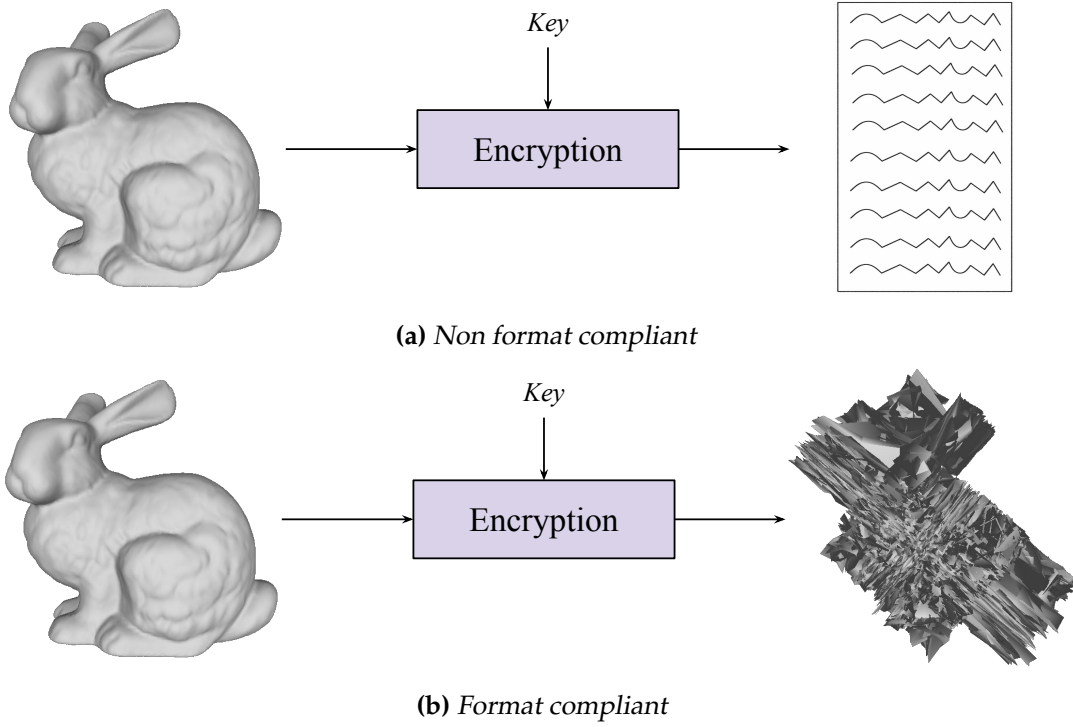 Key
Encryption
(a) Non format compliant
Key
Encryption
(b) Format compliant